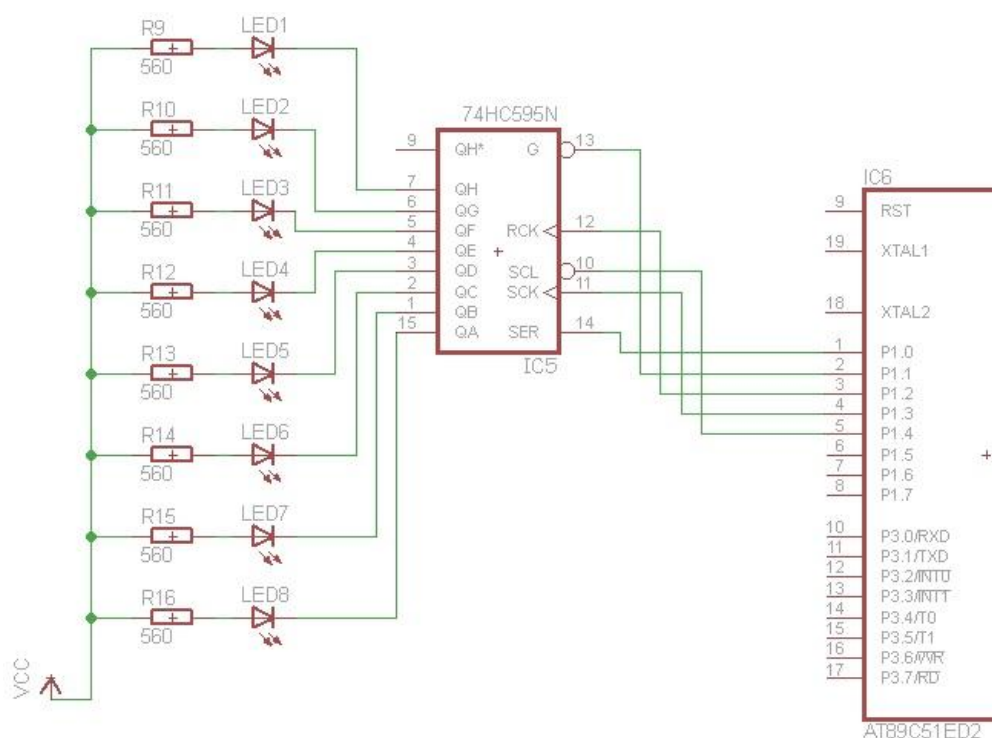 R9
560
LED1
R10
560
LED2
R11
560
LED3
R12
560
LED4
R13
560
LED5
R14
560
LED6
R15
560
LED7
R16
560
LED8
VCC
74HC595N
9 QH* G 13
7 QH
6 QG
5 QF RCK 12
4 QE
3 QD SCL 10
2 QC SCK 11
1 QB
15 QA SER 14
IC5
IC6
9 RST
19 XTAL1
18 XTAL2
1 P1.0
2 P1.1
3 P1.2
4 P1.3
5 P1.4
6 P1.5
7 P1.6
8 P1.7
10 P3.0/RXD
11 P3.1/TXD
12 P3.2/INT0
13 P3.3/INT1
14 P3.4/T0
15 P3.5/T1
16 P3.6/WR
17 P3.7/RD
AT89C51ED2